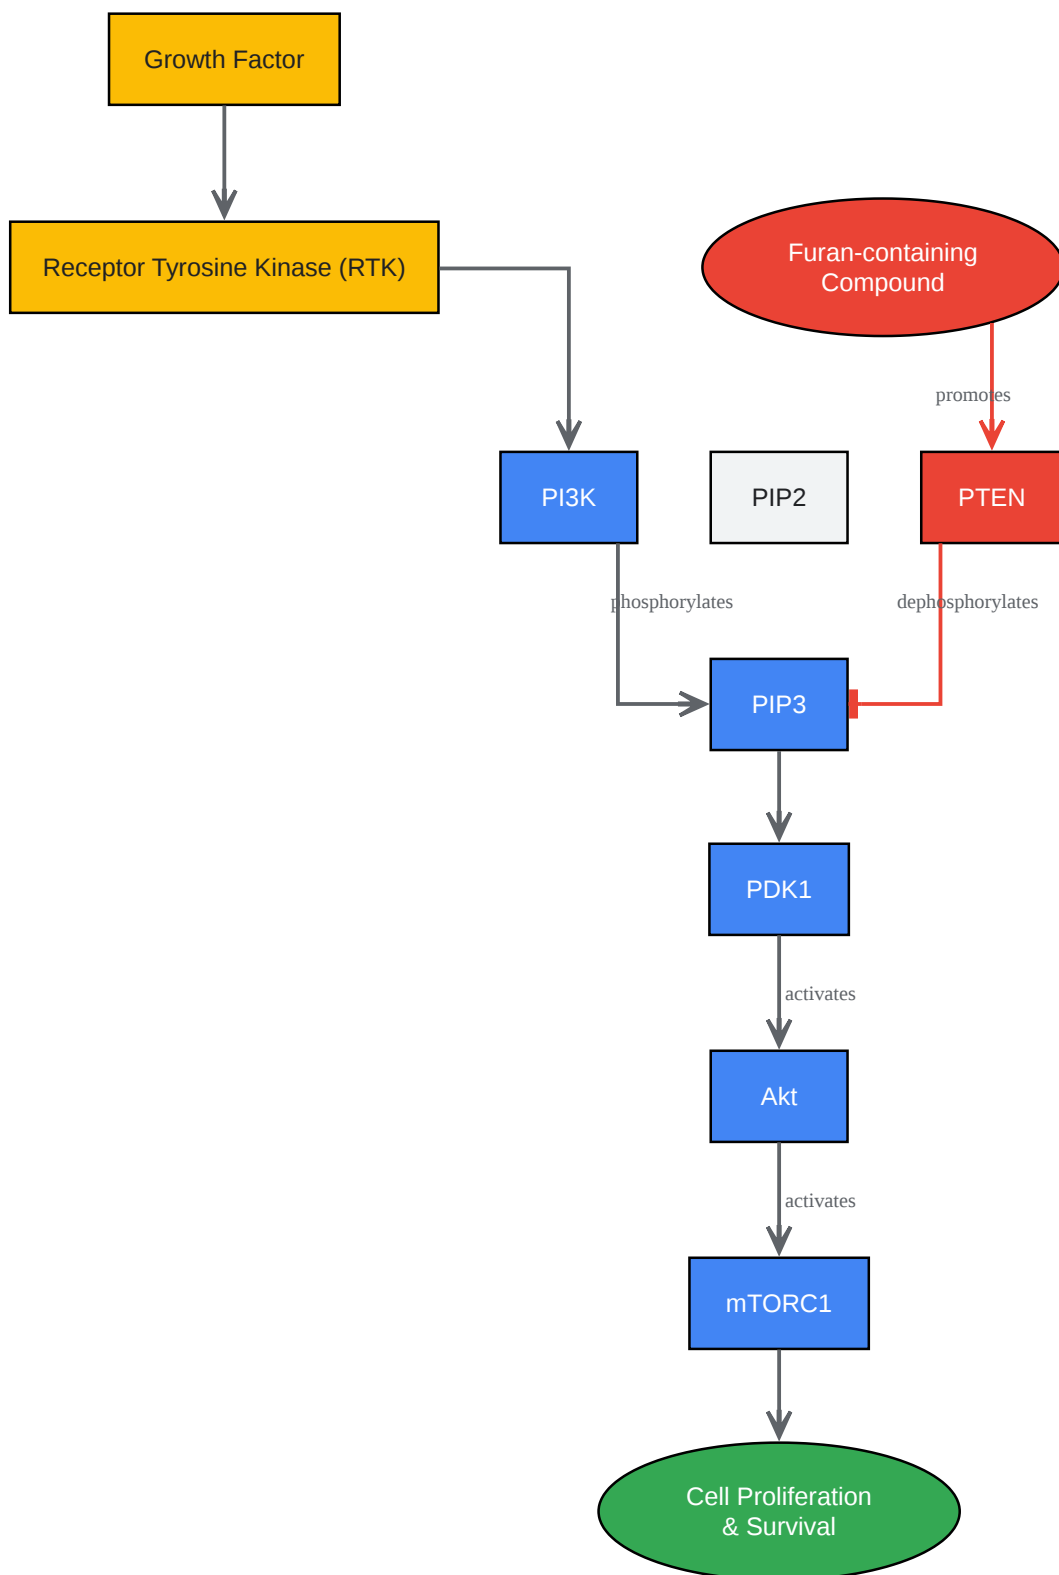 Growth Factor
Receptor Tyrosine Kinase (RTK)
Furan-containing
Compound
promotes
PI3K
PIP2
PTEN
phosphorylates
dephosphorylates
PIP3
PDK1
activates
Akt
activates
mTORC1
Cell Proliferation
& Survival